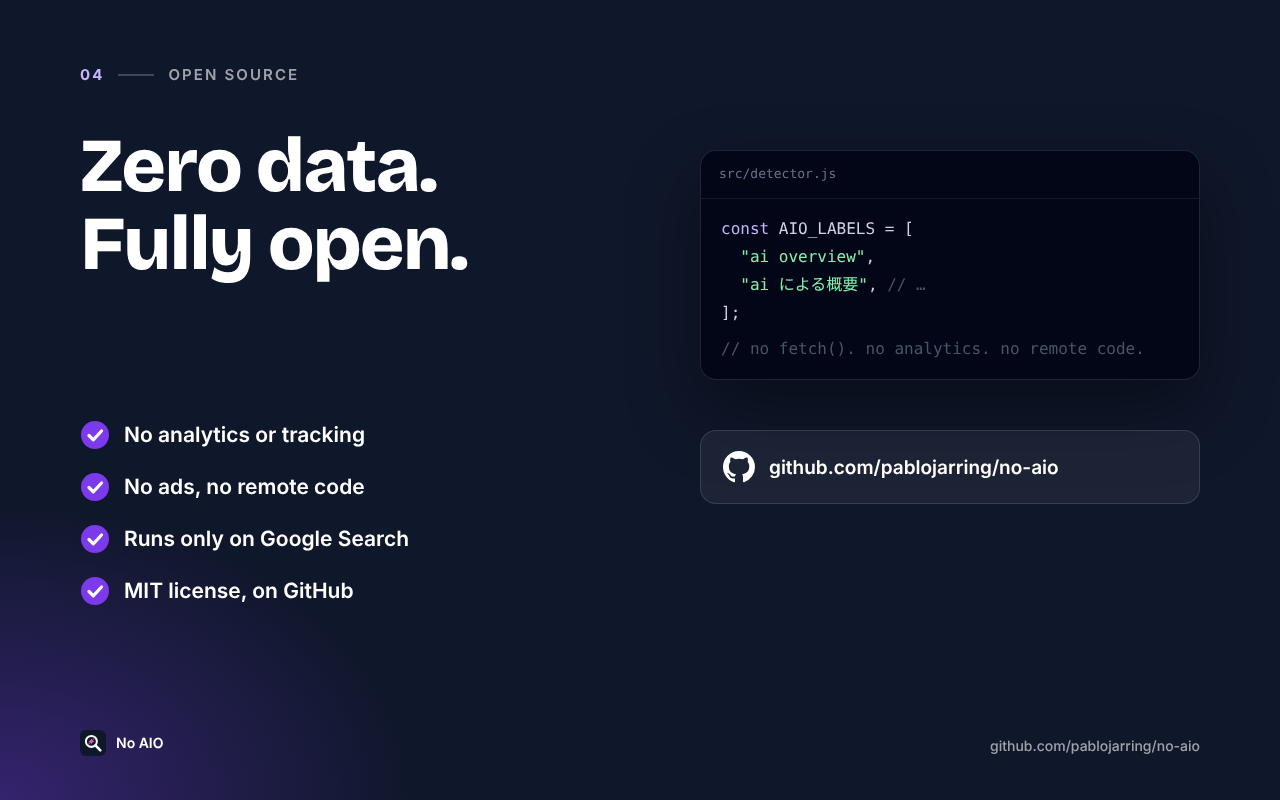 04 OPEN SOURCE
Zero data.
Fully open.
No analytics or tracking
No ads, no remote code
Runs only on Google Search
MIT license, on GitHub
src/detector.js
const AIO_LABELS = [
  "ai overview",
  "ai による概要", // …
];
// no fetch(). no analytics. no remote code.
github.com/pablojarring/no-aio
No AIO
github.com/pablojarring/no-aio